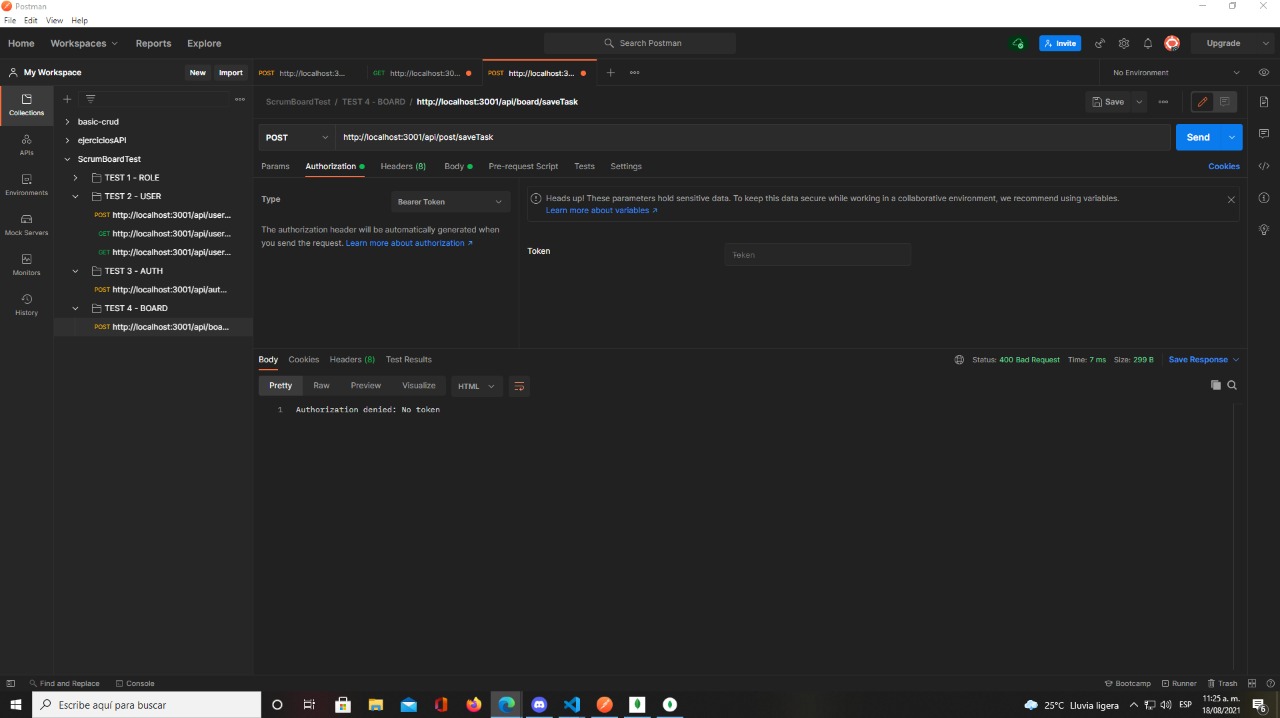 Postman
File Edit View Help
Home Workspaces Reports Explore
Search Postman
Invite
Upgrade
My Workspace
New Import
POST http://localhost:3...
GET http://localhost:30...
POST http://localhost:3...
No Environment
Collections
APIs
Environments
Mock Servers
Monitors
History
basic-crud
ejerciciosAPI
ScrumBoardTest
TEST 1 - ROLE
TEST 2 - USER
POST http://localhost:3001/api/user...
GET http://localhost:3001/api/user...
GET http://localhost:3001/api/user...
TEST 3 - AUTH
POST http://localhost:3001/api/aut...
TEST 4 - BOARD
POST http://localhost:3001/api/boa...
ScrumBoardTest / TEST 4 - BOARD / http://localhost:3001/api/board/saveTask
Save
POST http://localhost:3001/api/post/saveTask
Send
Params Authorization Headers (8) Body Pre-request Script Tests Settings
Cookies
Type Bearer Token
The authorization header will be automatically generated when
you send the request. Learn more about authorization
Heads up! These parameters hold sensitive data. To keep this data secure while working in a collaborative environment, we recommend using variables.
Learn more about variables
Token Token
Body Cookies Headers (8) Test Results
Status: 400 Bad Request Time: 7 ms Size: 299 B Save Response
Pretty Raw Preview Visualize HTML
1 Authorization denied: No token
Find and Replace Console
Bootcamp Runner Trash
Escribe aquí para buscar
25°C Lluvia ligera
ESP
11:25 a. m.
18/08/2021